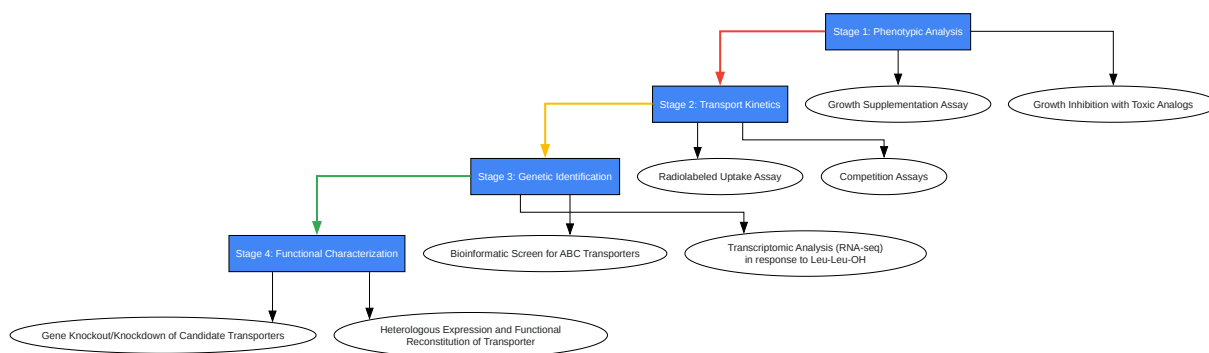 Stage 1: Phenotypic Analysis
Stage 2: Transport Kinetics
Growth Supplementation Assay
Growth Inhibition with Toxic Analogs
Stage 3: Genetic Identification
Radiolabeled Uptake Assay
Competition Assays
Stage 4: Functional Characterization
Bioinformatic Screen for ABC Transporters
Transcriptomic Analysis (RNA-seq)
in response to Leu-Leu-OH
Gene Knockout/Knockdown of Candidate Transporters
Heterologous Expression and Functional
Reconstitution of Transporter